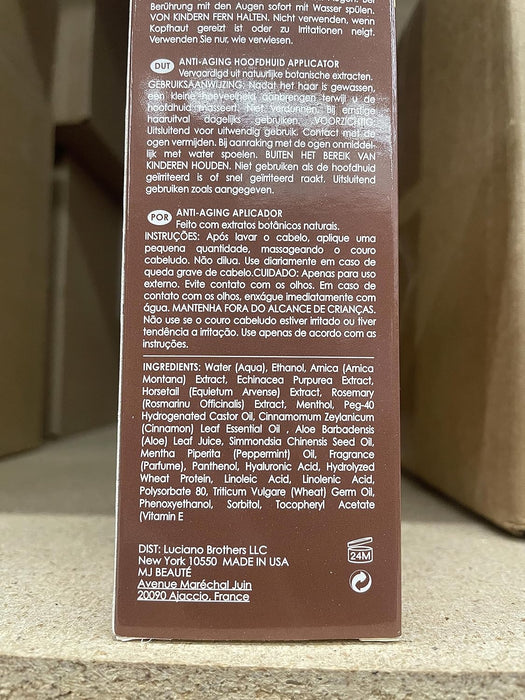 Berührung mit den Augen sofort mit Wasser spülen.
VON KINDERN FERN HALTEN. Nicht verwenden, wenn
Kopfhaut gereizt ist oder zu Irritationen neigt.
Verwenden Sie nur, wie verwiesen.
DUT ANTI-AGING HOOFDHUID APPLICATOR
Vervaardigd uit natuurlijke botanische extracten.
GEBRUIKSAANWIJZING: Nadat het haar is gewassen,
een kleine hoeveelheid aanbrengen terwijl u de
hoofdhuid masseert. Niet verdunnen. Bij ernstige
haaruitval dagelijks gebruiken. VOORZICHTIG:
Uitsluitend voor uitwendig gebruik. Contact met de
ogen vermijden. Bij aanraking met de ogen onmiddel-
lijk met water spoelen. BUITEN HET BEREIK VAN
KINDEREN HOUDEN. Niet gebruiken als de hoofdhuid
geïrriteerd is of snel geïrriteerd raakt. Uitsluitend
gebruiken zoals aangegeven.
POR ANTI-AGING APLICADOR
Feito com extratos botânicos naturais.
INSTRUÇÕES: Após lavar o cabelo, aplique uma
pequena quantidade, massageando o couro
cabeludo. Não dilua. Use diariamente em caso de
queda grave de cabelo.CUIDADO: Apenas para uso
externo. Evite contato com os olhos. Em caso de
contato com os olhos, enxágue imediatamente com
água. MANTENHA FORA DO ALCANCE DE CRIANÇAS.
Não use se o couro cabeludo estiver irritado ou tiver
tendência a irritação. Use apenas de acordo com as
instruções.
INGREDIENTS: Water (Aqua), Ethanol, Arnica (Arnica
Montana) Extract, Echinacea Purpurea Extract,
Horsetail (Equietum Arvense) Extract, Rosemary
(Rosmarinu Officinalis) Extract, Menthol, Peg-40
Hydrogenated Castor Oil, Cinnamomum Zeylanicum
(Cinnamon) Leaf Essential Oil , Aloe Barbadensis
(Aloe) Leaf Juice, Simmondsia Chinensis Seed Oil,
Mentha Piperita (Peppermint) Oil, Fragrance
(Parfume), Panthenol, Hyaluronic Acid, Hydrolyzed
Wheat Protein, Linoleic Acid, Linolenic Acid,
Polysorbate 80, Triticum Vulgare (Wheat) Germ Oil,
Phenoxyethanol, Sorbitol, Tocopheryl Acetate
(Vitamin E
DIST: Luciano Brothers LLC
New York 10550 MADE IN USA
MJ BEAUTÉ
Avenue Maréchal Juin
20090 Ajaccio, France
24M